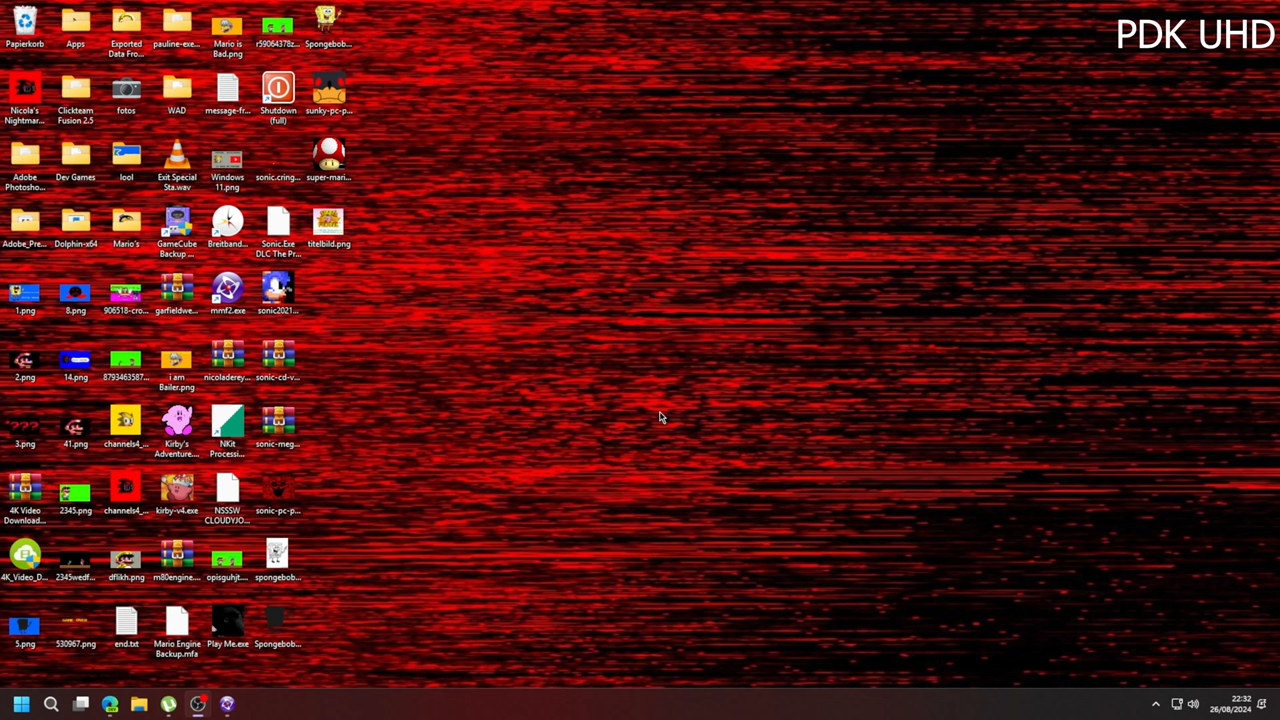 PDK UHD
Papierkorb
Apps
Exported
Data Fro...
pauline-exe...
Mario is
Bad.png
r59064378z...
Spongebob...
Nicola's
Nightmar...
Clickteam
Fusion 2.5
fotos
WAD
message-fr...
Shutdown
(full)
sunky-pc-p...
Adobe
Photosho...
Dev Games
lool
Exit Special
Sta.wav
Windows
11.png
sonic.cring...
super-mari...
Adobe_Pre...
Dolphin-x64
Mario's
GameCube
Backup ...
Breitband...
Sonic.Exe
DLC The Pr...
titelbild.png
1.png
8.png
906518-cro...
garfieldwe...
mmf2.exe
sonic2021...
2.png
14.png
8793463587...
i am
Bailer.png
nicoladerey...
sonic-cd-v...
3.png
41.png
channels4_...
Kirby's
Adventure....
NKit
Processi...
sonic-meg...
4K Video
Download...
2345.png
channels4_...
kirby-v4.exe
NSSSW
CLOUDYJO...
sonic-pc-p...
4K_Video_D...
2345wedf...
dflikh.png
m80engine....
opisguhjt....
spongebob...
5.png
530967.png
end.txt
Mario Engine
Backup.mfa
Play Me.exe
Spongebob...
22:32
26/08/2024